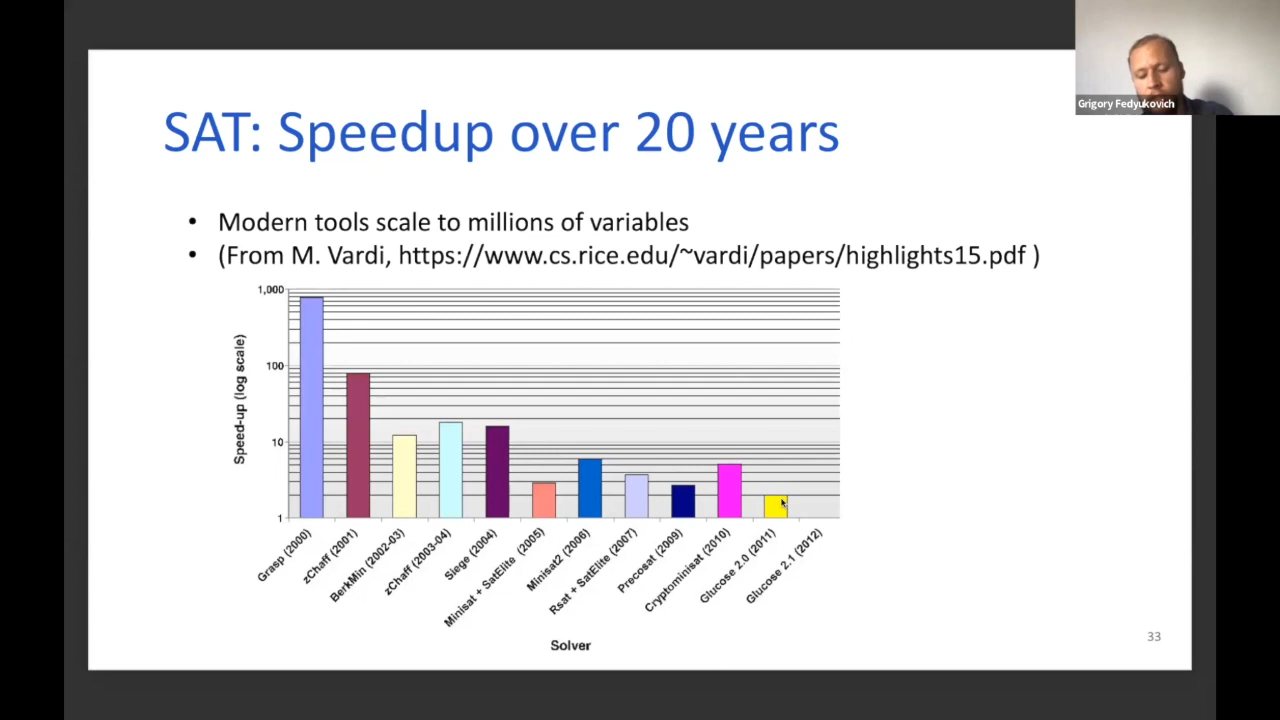 Grigory Fedyukovich
SAT: Speedup over 20 years
• Modern tools scale to millions of variables
• (From M. Vardi, https://www.cs.rice.edu/~vardi/papers/highlights15.pdf )
Speed-up (log scale)
1,000
100
10
1
Grasp (2000)
zChaff (2001)
BerkMin (2002-03)
zChaff (2003-04)
Siege (2004)
Minisat + SatElite (2005)
Minisat2 (2006)
Rsat + SatElite (2007)
Precosat (2009)
Cryptominisat (2010)
Glucose 2.0 (2011)
Glucose 2.1 (2012)
Solver
33